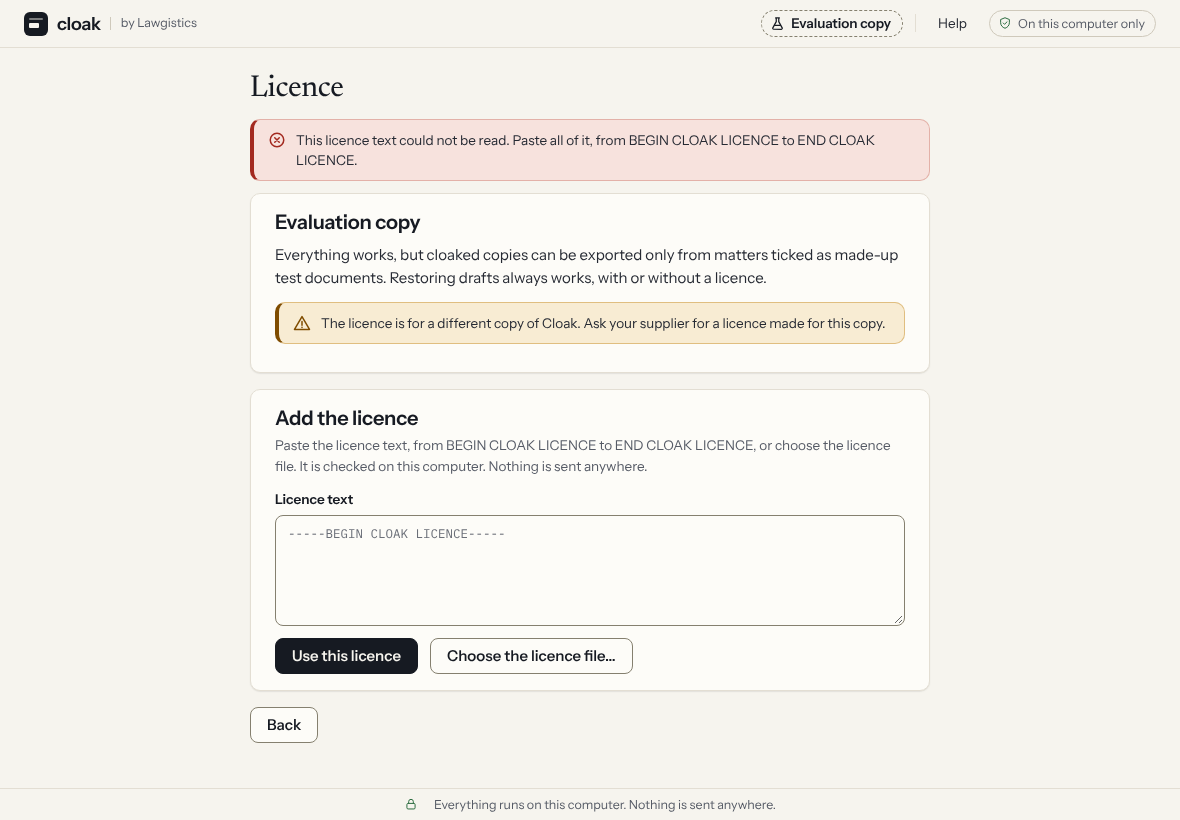 cloak
by Lawgistics
Evaluation copy
Help
On this computer only
Licence
This licence text could not be read. Paste all of it, from BEGIN CLOAK LICENCE to END CLOAK
LICENCE.
Evaluation copy
Everything works, but cloaked copies can be exported only from matters ticked as made-up
test documents. Restoring drafts always works, with or without a licence.
The licence is for a different copy of Cloak. Ask your supplier for a licence made for this copy.
Add the licence
Paste the licence text, from BEGIN CLOAK LICENCE to END CLOAK LICENCE, or choose the licence
file. It is checked on this computer. Nothing is sent anywhere.
Licence text
-----BEGIN CLOAK LICENCE-----
Use this licence
Choose the licence file...
Back
Everything runs on this computer. Nothing is sent anywhere.